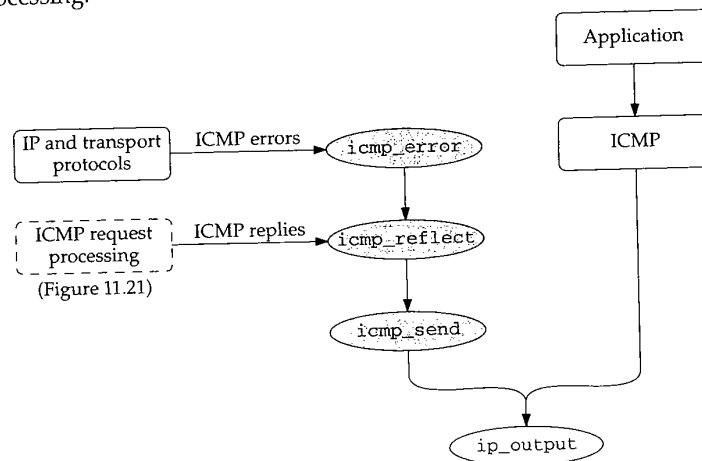 ocessing.
Application
IP and transport
protocols
ICMP errors
icmp_error
ICMP
ICMP request
processing
ICMP replies
icmp_reflect
(Figure 11.21)
icmp_send
ip_output